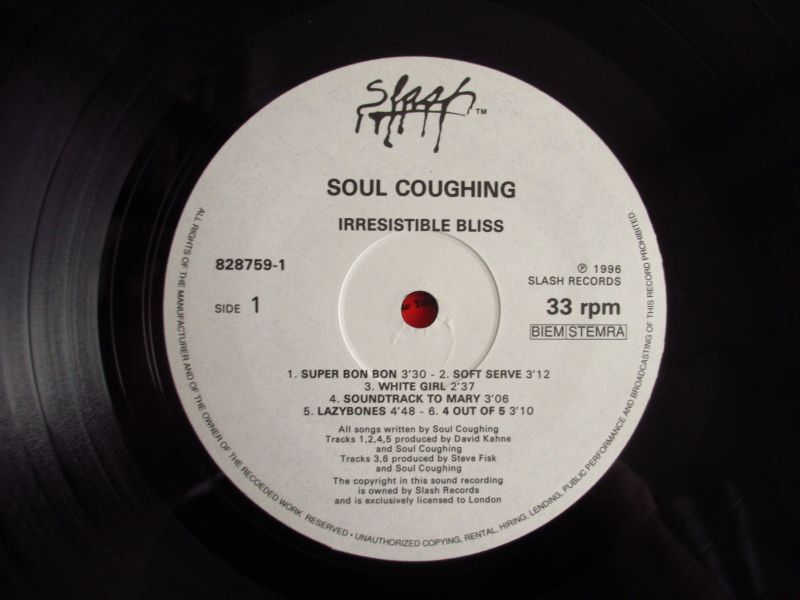 Slash™
SOUL COUGHING
IRRESISTIBLE BLISS
828759-1
℗ 1996
SLASH RECORDS
SIDE 1
33 rpm
BIEM STEMRA
1. SUPER BON BON 3'30 - 2. SOFT SERVE 3'12
3. WHITE GIRL 2'37
4. SOUNDTRACK TO MARY 3'06
5. LAZYBONES 4'48 - 6. 4 OUT OF 5 3'10
All songs written by Soul Coughing
Tracks 1,2,4,5 produced by David Kahne
and Soul Coughing
Tracks 3,6 produced by Steve Fisk
and Soul Coughing
The copyright in this sound recording
is owned by Slash Records
and is exclusively licensed to London
ALL RIGHTS OF THE MANUFACTURER AND OF THE OWNER OF THE RECOEDED WORK RESERVED • UNAUTHORIZED COPYING, RENTAL, HIRING, LENDING, PUBLIC PERFORMANCE AND BROADCASTING OF THIS RECORD PROHIBITED.